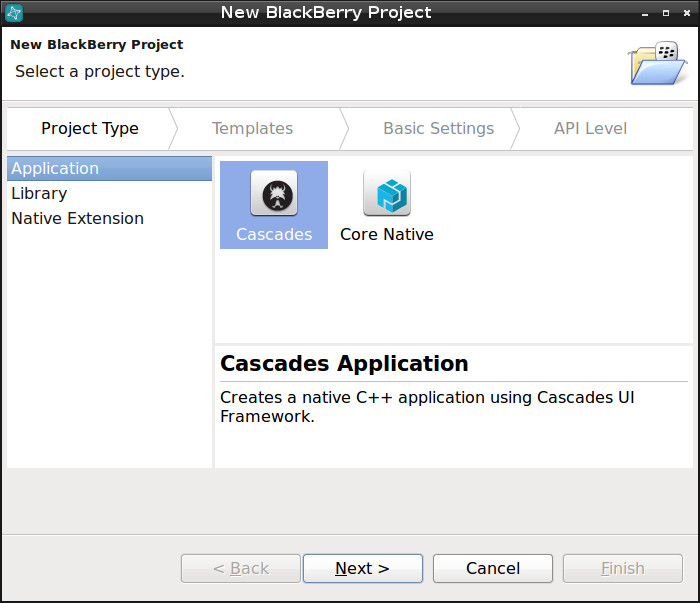 New BlackBerry Project
New BlackBerry Project
Select a project type.
Project Type
Templates
Basic Settings
API Level
Application
Library
Native Extension
Cascades
Core Native
Cascades Application
Creates a native C++ application using Cascades UI
Framework.
< Back
Next >
Cancel
Finish